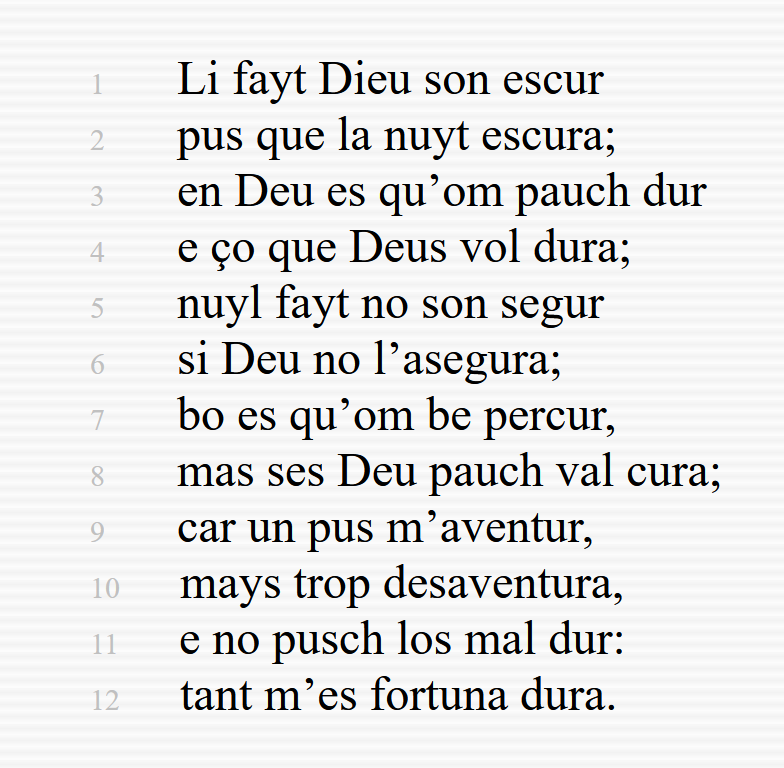 1 Li fayt Dieu son escur
2 pus que la nuyt escura;
3 en Deu es qu’om pauch dur
4 e ço que Deus vol dura;
5 nuyl fayt no son segur
6 si Deu no l’asegura;
7 bo es qu’om be percur,
8 mas ses Deu pauch val cura;
9 car un pus m’aventur,
10 mays trop desaventura,
11 e no pusch los mal dur:
12 tant m’es fortuna dura.